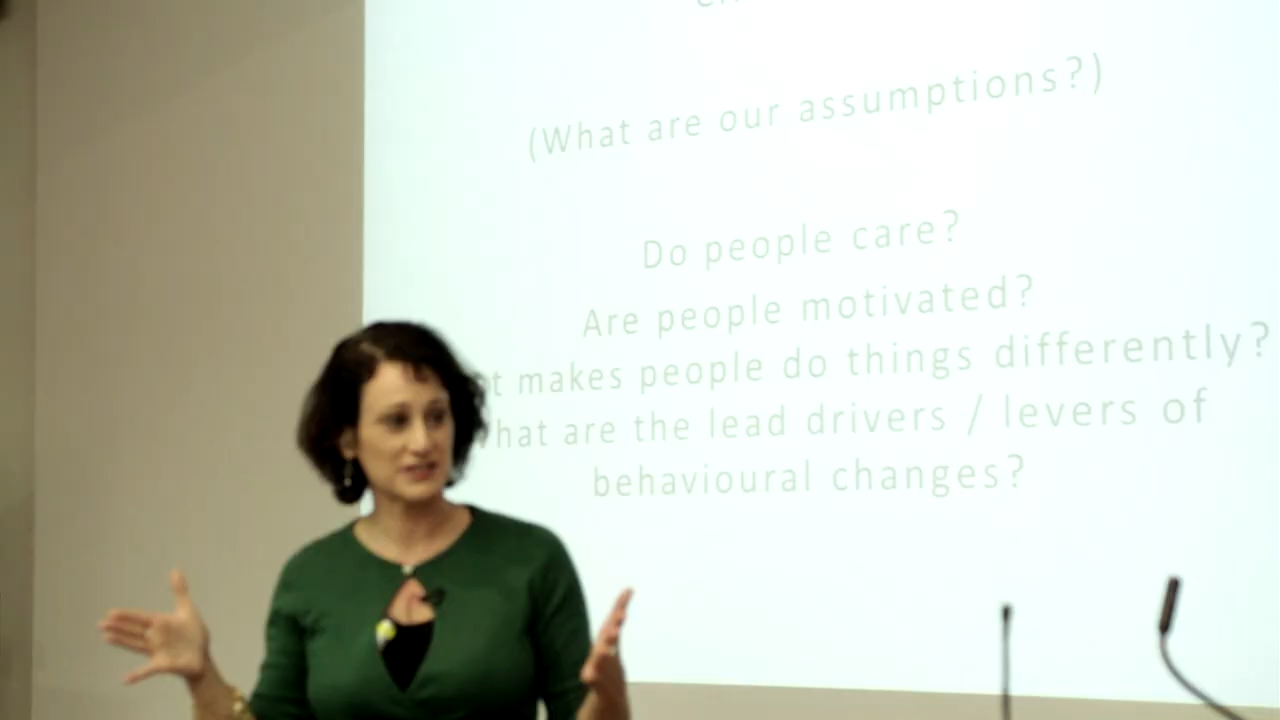 (What are our assumptions?)
Do people care?
Are people motivated?
makes people do things differently?
are the lead drivers / levers of
behavioural changes?